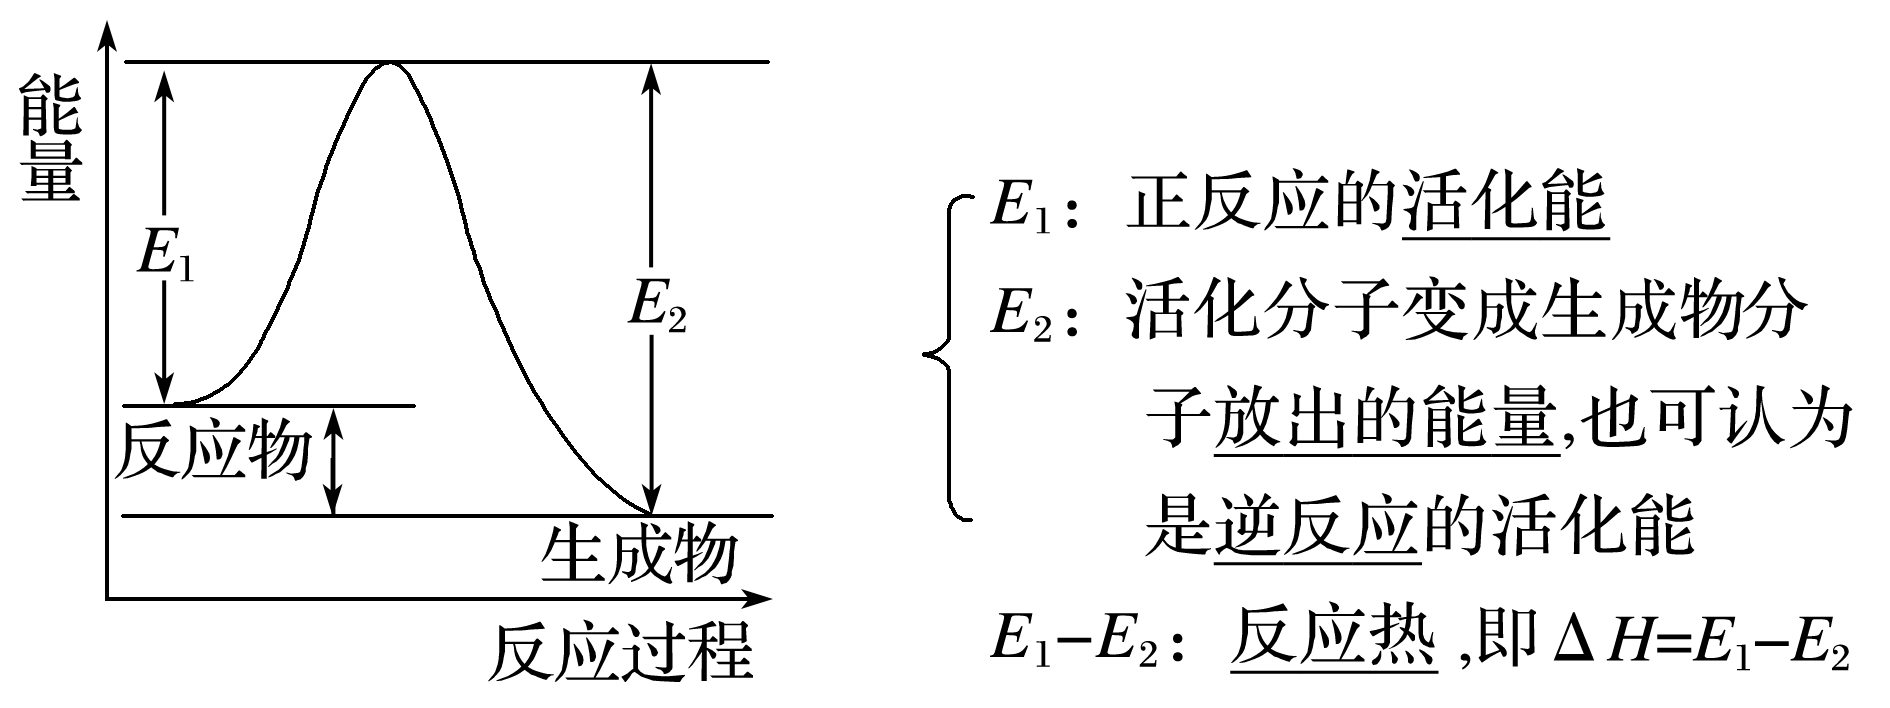 能量
E₁
E₂
反应物
生成物
反应过程
E₁：正反应的活化能
E₂：活化分子变成生成物分
子放出的能量,也可认为
是逆反应的活化能
E₁−E₂：反应热,即ΔH=E₁−E₂